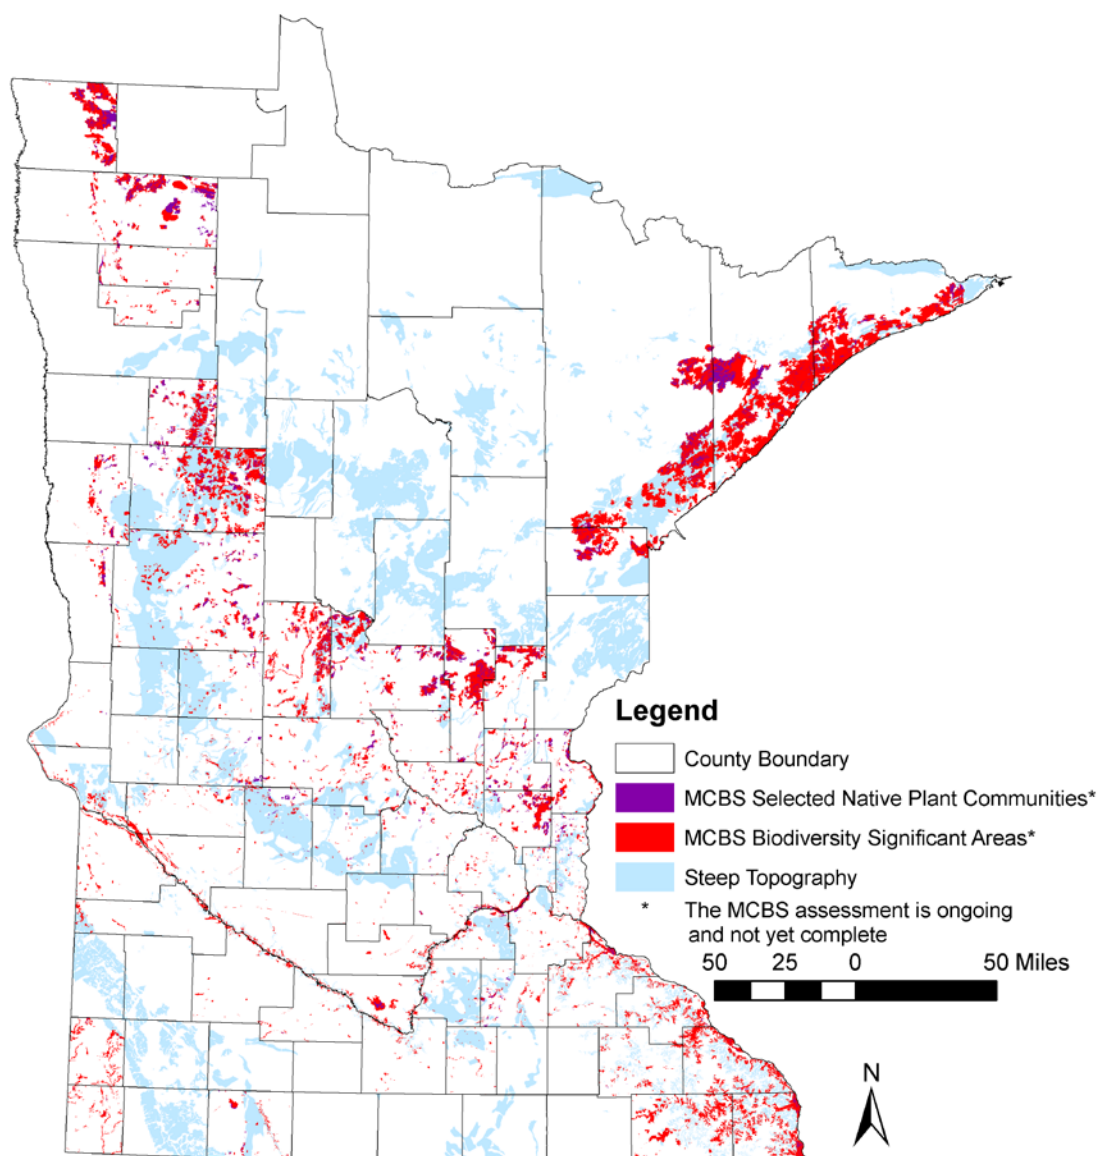 Legend
County Boundary
MCBS Selected Native Plant Communities*
MCBS Biodiversity Significant Areas*
Steep Topography
* The MCBS assessment is ongoing
and not yet complete
50 25 0 50 Miles
N